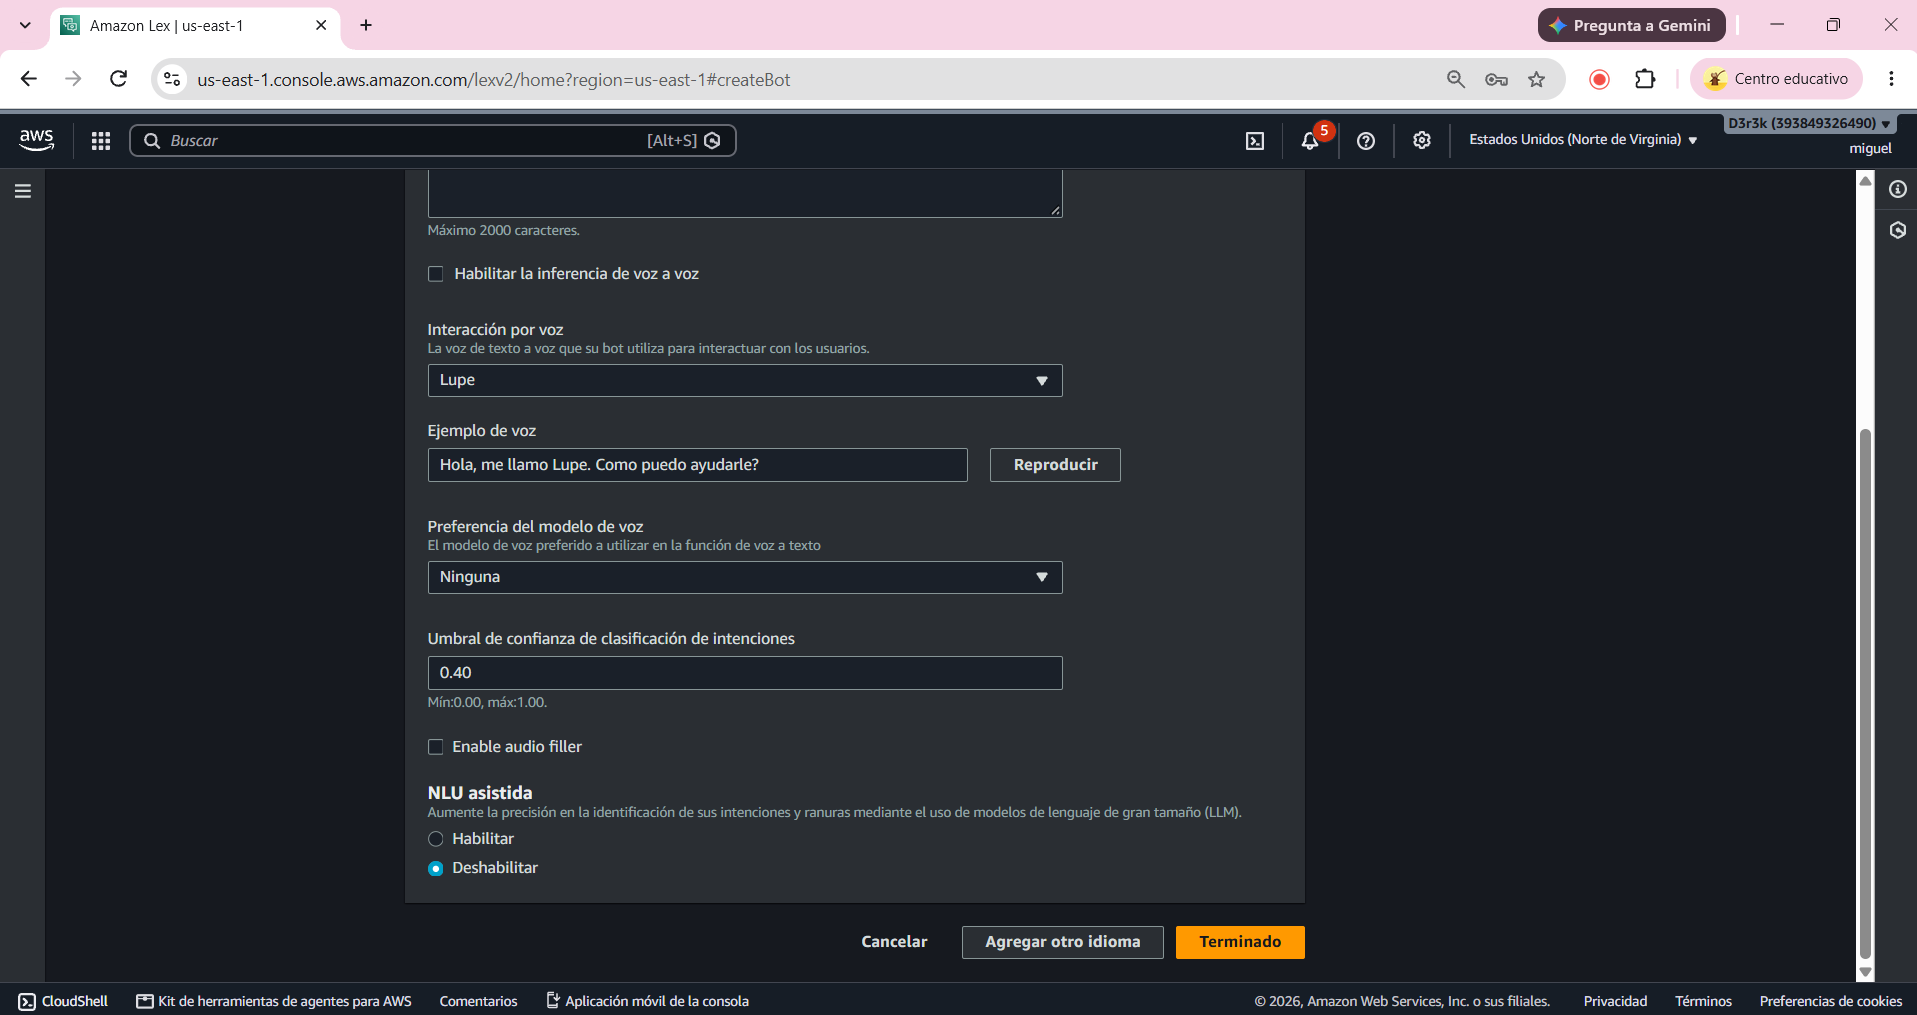 Amazon Lex | us-east-1
Pregunta a Gemini
us-east-1.console.aws.amazon.com/lexv2/home?region=us-east-1#createBot
Centro educativo
aws
Buscar
[Alt+S]
5
Estados Unidos (Norte de Virginia)
D3r3k (393849326490)
miguel
Máximo 2000 caracteres.
Habilitar la inferencia de voz a voz
Interacción por voz
La voz de texto a voz que su bot utiliza para interactuar con los usuarios.
Lupe
Ejemplo de voz
Hola, me llamo Lupe. Como puedo ayudarle?
Reproducir
Preferencia del modelo de voz
El modelo de voz preferido a utilizar en la función de voz a texto
Ninguna
Umbral de confianza de clasificación de intenciones
0.40
Mín:0.00, máx:1.00.
Enable audio filler
NLU asistida
Aumente la precisión en la identificación de sus intenciones y ranuras mediante el uso de modelos de lenguaje de gran tamaño (LLM).
Habilitar
Deshabilitar
Cancelar
Agregar otro idioma
Terminado
CloudShell
Kit de herramientas de agentes para AWS
Comentarios
Aplicación móvil de la consola
© 2026, Amazon Web Services, Inc. o sus filiales.
Privacidad
Términos
Preferencias de cookies